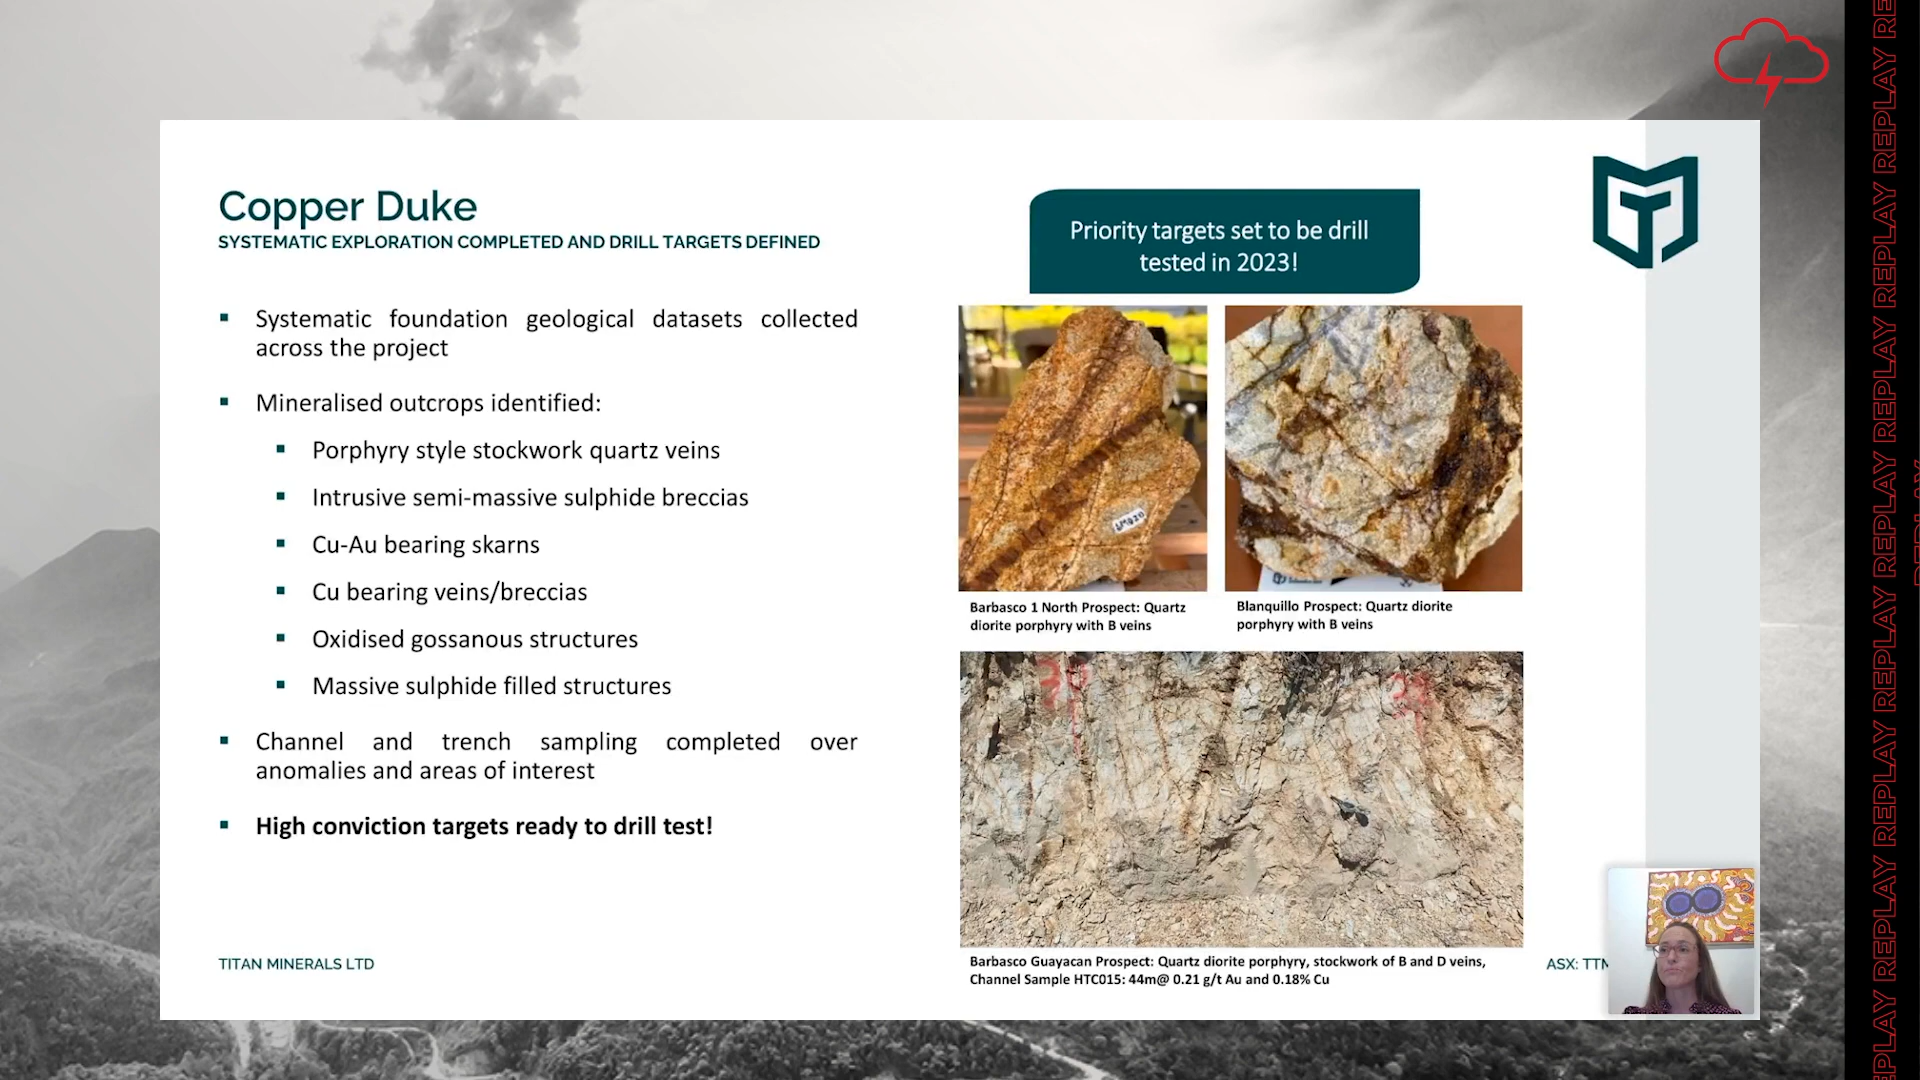 Copper Duke
SYSTEMATIC EXPLORATION COMPLETED AND DRILL TARGETS DEFINED
Priority targets set to be drill
tested in 2023!
▪ Systematic foundation geological datasets collected
across the project
▪ Mineralised outcrops identified:
▪ Porphyry style stockwork quartz veins
▪ Intrusive semi-massive sulphide breccias
▪ Cu-Au bearing skarns
▪ Cu bearing veins/breccias
▪ Oxidised gossanous structures
▪ Massive sulphide filled structures
▪ Channel and trench sampling completed over
anomalies and areas of interest
▪ High conviction targets ready to drill test!
Barbasco 1 North Prospect: Quartz
diorite porphyry with B veins
Blanquillo Prospect: Quartz diorite
porphyry with B veins
Barbasco Guayacan Prospect: Quartz diorite porphyry, stockwork of B and D veins,
Channel Sample HTC015: 44m@ 0.21 g/t Au and 0.18% Cu
TITAN MINERALS LTD
ASX: TTM
REPLAY REPLAY REPLAY REPLAY REPLAY REPLAY REPLAY REPLAY